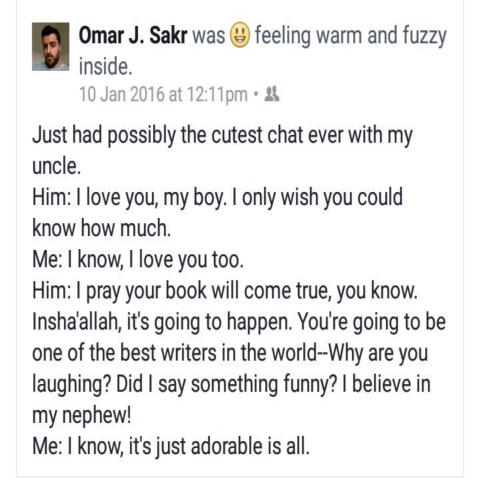 Omar J. Sakr was 😃 feeling warm and fuzzy
inside.
10 Jan 2016 at 12:11pm •
Just had possibly the cutest chat ever with my
uncle.
Him: I love you, my boy. I only wish you could
know how much.
Me: I know, I love you too.
Him: I pray your book will come true, you know.
Insha'allah, it's going to happen. You're going to be
one of the best writers in the world--Why are you
laughing? Did I say something funny? I believe in
my nephew!
Me: I know, it's just adorable is all.